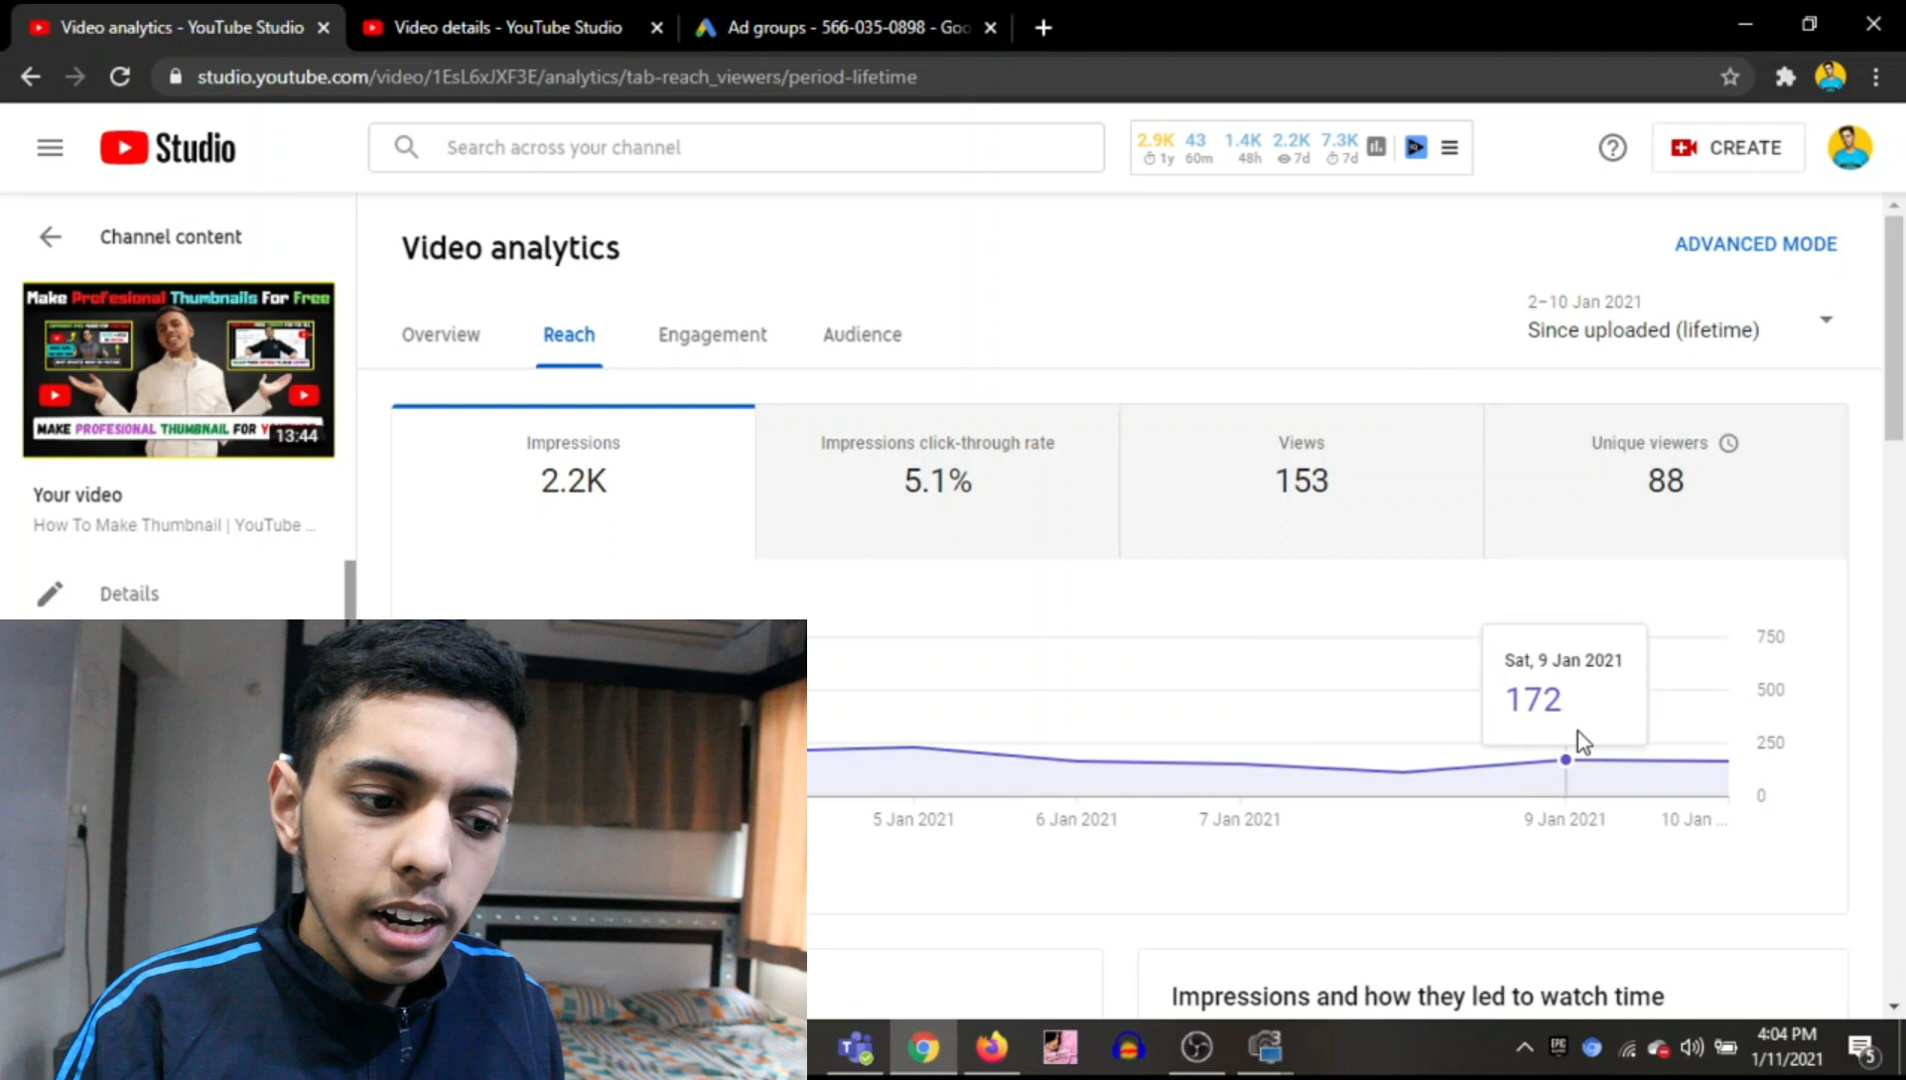 Video analytics - YouTube Studio
Video details - YouTube Studio
Ad groups - 566-035-0898 - Goo
studio.youtube.com/video/1EsL6xJXF3E/analytics/tab-reach_viewers/period-lifetime
Studio
Search across your channel
2.9K 43 1.4K 2.2K 7.3K
1y 60m 48h 7d 7d
CREATE
Channel content
Make Profesional Thumbnails For Free
MAKE PROFESIONAL THUMBNAIL FOR
13:44
Your video
How To Make Thumbnail | YouTube ...
Details
Video analytics
ADVANCED MODE
2–10 Jan 2021
Since uploaded (lifetime)
Overview
Reach
Engagement
Audience
Impressions
2.2K
Impressions click-through rate
5.1%
Views
153
Unique viewers
88
Sat, 9 Jan 2021
172
750
500
250
0
5 Jan 2021
6 Jan 2021
7 Jan 2021
9 Jan 2021
10 Jan ...
Impressions and how they led to watch time
4:04 PM
1/11/2021
5